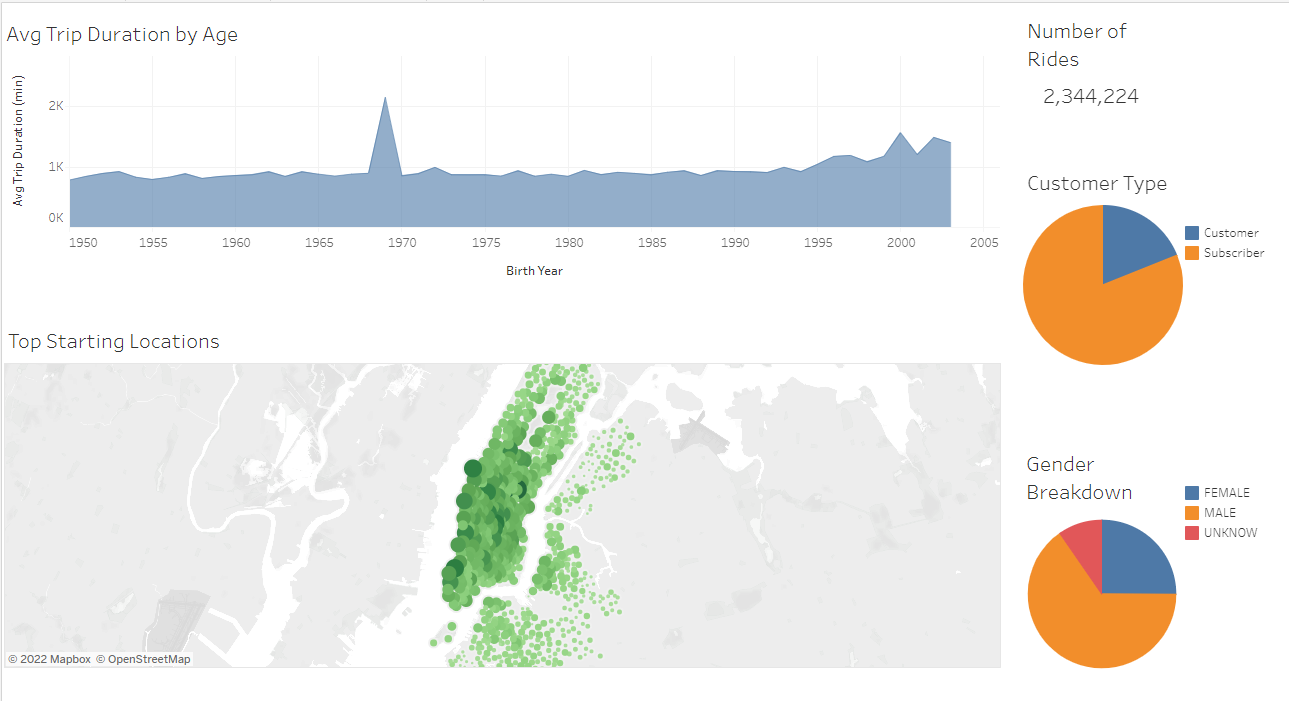 Avg Trip Duration by Age
Avg Trip Duration (min)
2K
1K
0K
1950 1955 1960 1965 1970 1975 1980 1985 1990 1995 2000 2005
Birth Year
Top Starting Locations
© 2022 Mapbox © OpenStreetMap
Number of
Rides
2,344,224
Customer Type
Customer
Subscriber
Gender
Breakdown
FEMALE
MALE
UNKNOW